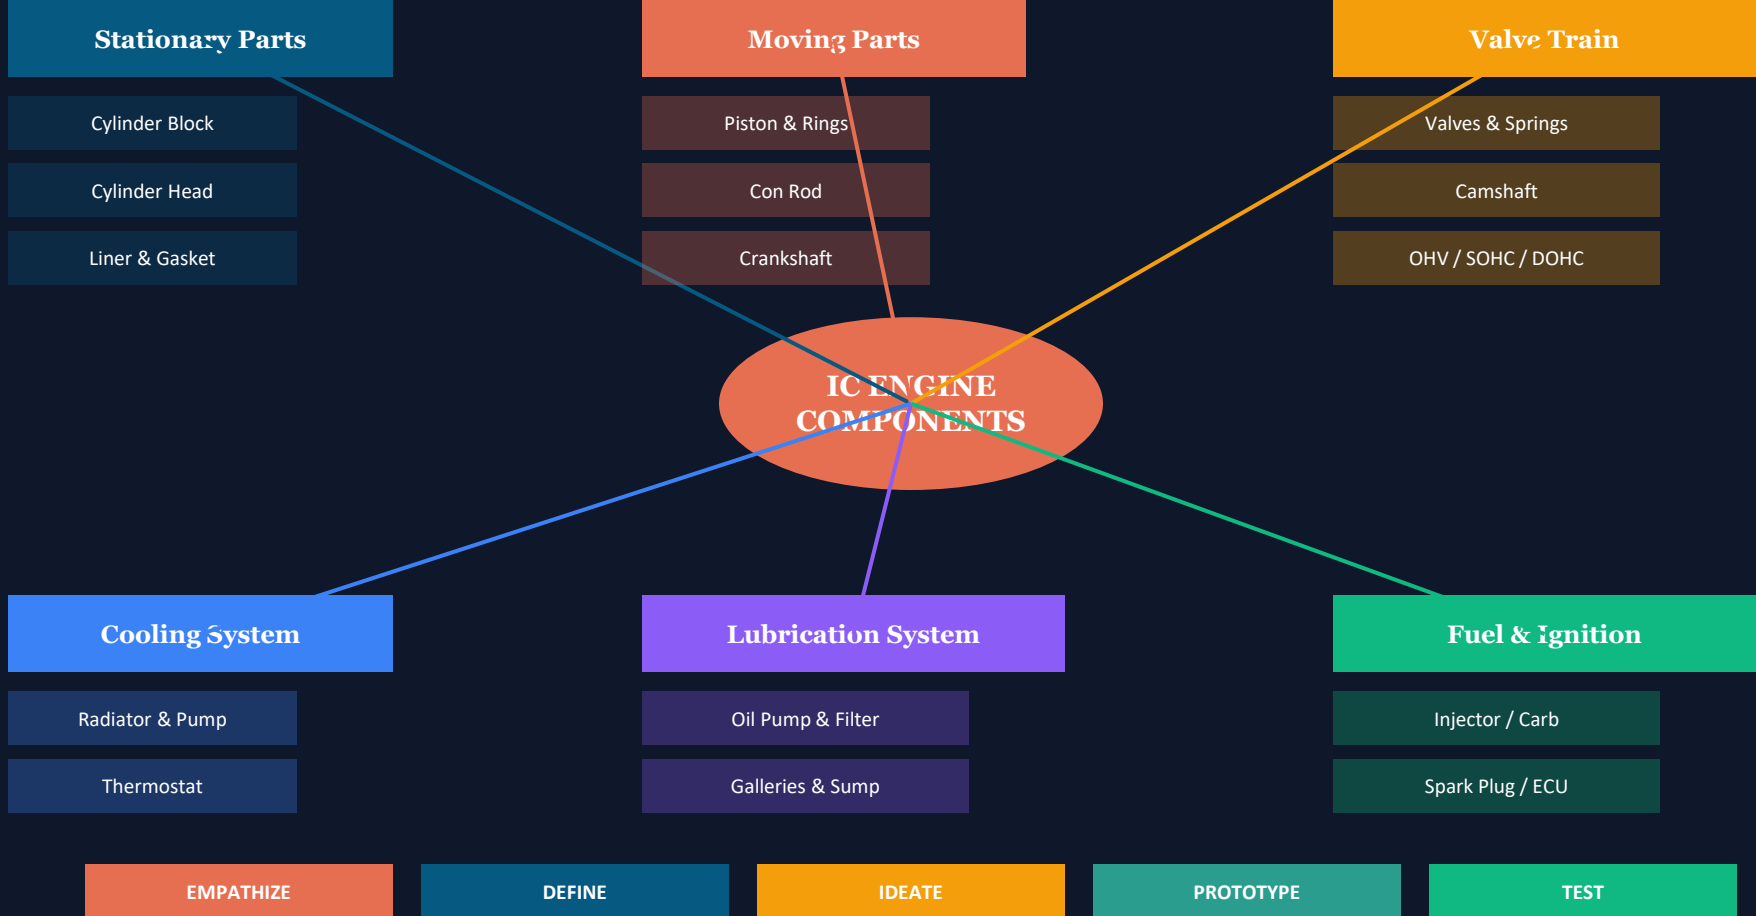 Stationary Parts
Moving Parts
Valve Train
Cylinder Block
Piston & Rings
Valves & Springs
Cylinder Head
Con Rod
Camshaft
Liner & Gasket
Crankshaft
OHV / SOHC / DOHC
IC ENGINE
COMPONENTS
Cooling System
Lubrication System
Fuel & Ignition
Radiator & Pump
Oil Pump & Filter
Injector / Carb
Thermostat
Galleries & Sump
Spark Plug / ECU
EMPATHIZE
DEFINE
IDEATE
PROTOTYPE
TEST